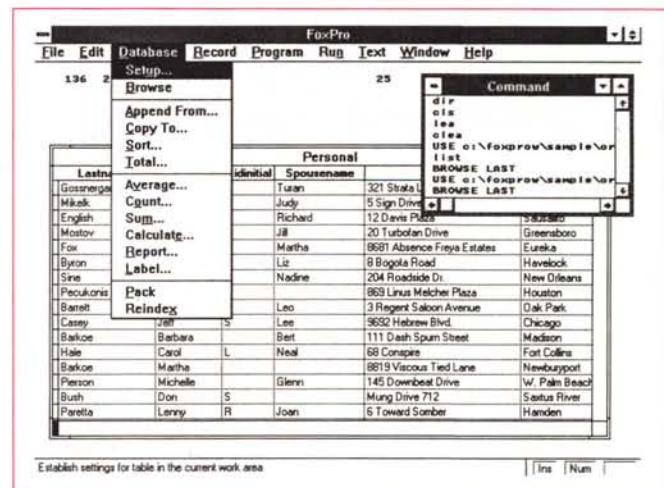 FoxPro
File Edit Database Record Program Run Text Window Help
136 2 25
Setup...
Browse
Append From...
Copy To...
Sort...
Total...
Average...
Count...
Sum...
Calculate...
Report...
Label...
Pack
Reindex
Command
dir
cls
lea
clea
USE c:\foxprow\sample\or
list
BROWSE LAST
USE c:\foxprow\sample\or
BROWSE LAST
Personal
Lastna idinitial Spousename
Gossnerga Turan 321 Strata L
Mikelk Judy 5 Sign Drive
English Richard 12 Davis Plaza Sausalito
Mostov Jill 20 Turbofan Drive Greensboro
Fox Martha 8681 Absence Freya Estates Eureka
Byron Liz 8 Bogota Road Havelock
Sine Nadine 204 Roadside Dr. New Orleans
Pecukonis 869 Linus Melcher Plaza Houston
Barrett Leo 3 Regent Saloon Avenue Oak Park
Casey Jeff S Lee 9692 Hebrew Blvd. Chicago
Barkoe Barbara Bert 111 Dash Spurn Street Madison
Hale Carol L Neal 68 Conspire Fort Collins
Barkoe Martha 8819 Viscous Tied Lane Newburyport
Pierson Michelle Glenn 145 Downbeat Drive W. Palm Beach
Bush Don S Mung Drive 712 Saxtus River
Paretta Lenny R Joan 6 Toward Somber Hamden
Establish settings for table in the current work area Ins Num